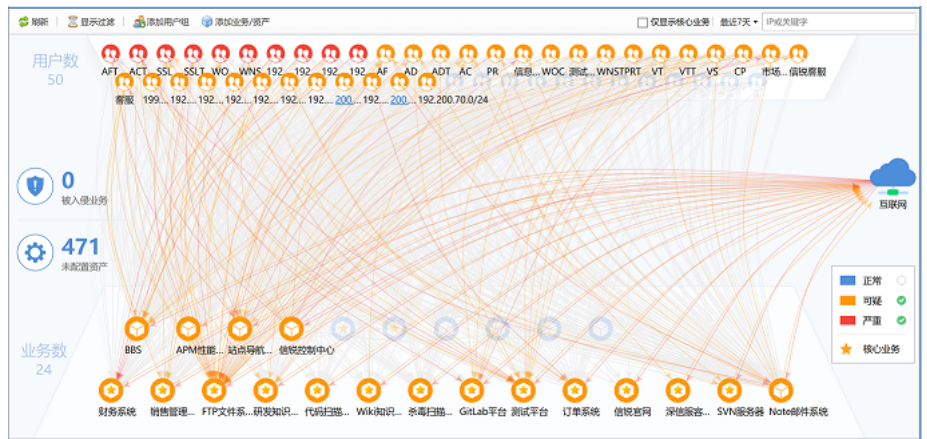 刷新 显示过滤 添加用户组 添加业务/资产 仅显示核心业务 最近7天 IP或关键字
用户数
50
AFT ACT SSL SSLT WO... WNS 192... 192... 192... 192... AF AD ADT AC PR 信息... WOC 测试... WNSTPRT VT VTT VS CP 市场... 信锐客服
客服 199.... 192.... 192.... 192.... 192.... 192.... 192.... 200.... 192.... 200.... 192.200.70.0/24
0
被入侵业务
471
未配置资产
互联网
正常
可疑
严重
核心业务
业务数
24
BBS APM性能... 站点导航... 信锐控制中心
财务系统 销售管理... FTP文件系... 研发知识... 代码扫描... Wiki知识... 杀毒扫描... GitLab平台 测试平台 订单系统 信锐官网 深信服客... SVN服务器 Note邮件系统